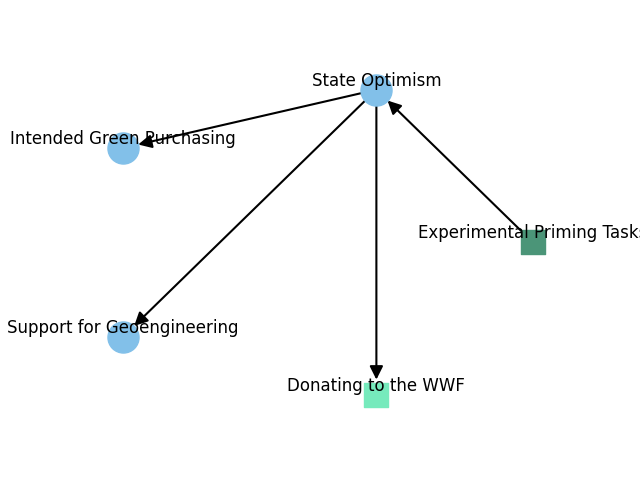 State Optimism
Intended Green Purchasing
Experimental Priming Tasks
Support for Geoengineering
Donating to the WWF